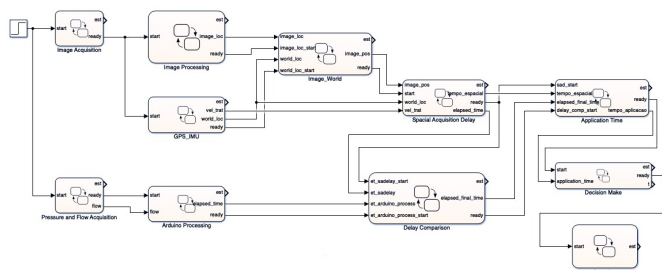 est
start
ready
Image Acquisition
est
start
image_loc
ready
Image Processing
image_loc
est
image_loc_start
image_pos
world_loc
world_loc_start
ready
Image_World
est
start
vel_trat
world_loc
ready
GPS_IMU
image_pos
est
start
tempo_espacial
world_loc
ready
vel_trat
elapsed_time
Spacial Acquisition Delay
sad_start
est
tempo_espacial
ready
elapsed_final_time
delay_comp_start
tempo_aplicacao
Application Time
est
start
ready
flow
Pressure and Flow Acquisition
est
start
elapsed_time
flow
ready
Arduino Processing
et_sadelay_start
est
et_sadelay
elapsed_final_time
et_arduino_process
et_arduino_process_start
ready
Delay Comparison
est
start
ready
application_time
t
Decision Make
est
start